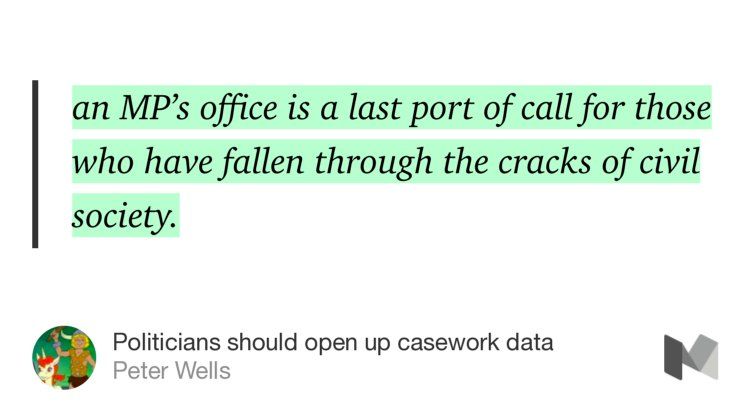 an MP’s office is a last port of call for those
who have fallen through the cracks of civil
society.
Politicians should open up casework data
Peter Wells